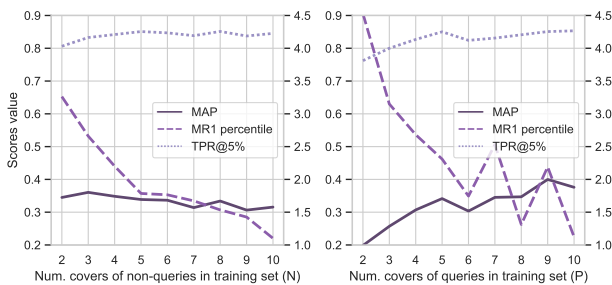 0.9 4.5 0.9 4.5
0.8 4.0 0.8 4.0
0.7 3.5 0.7 3.5
0.6 3.0 0.6 3.0
0.5 2.5 0.5 2.5
0.4 2.0 0.4 2.0
0.3 1.5 0.3 1.5
0.2 1.0 0.2 1.0
Scores value
MAP
MR1 percentile
TPR@5%
MAP
MR1 percentile
TPR@5%
2 3 4 5 6 7 8 9 10
2 3 4 5 6 7 8 9 10
Num. covers of non-queries in training set (N)
Num. covers of queries in training set (P)